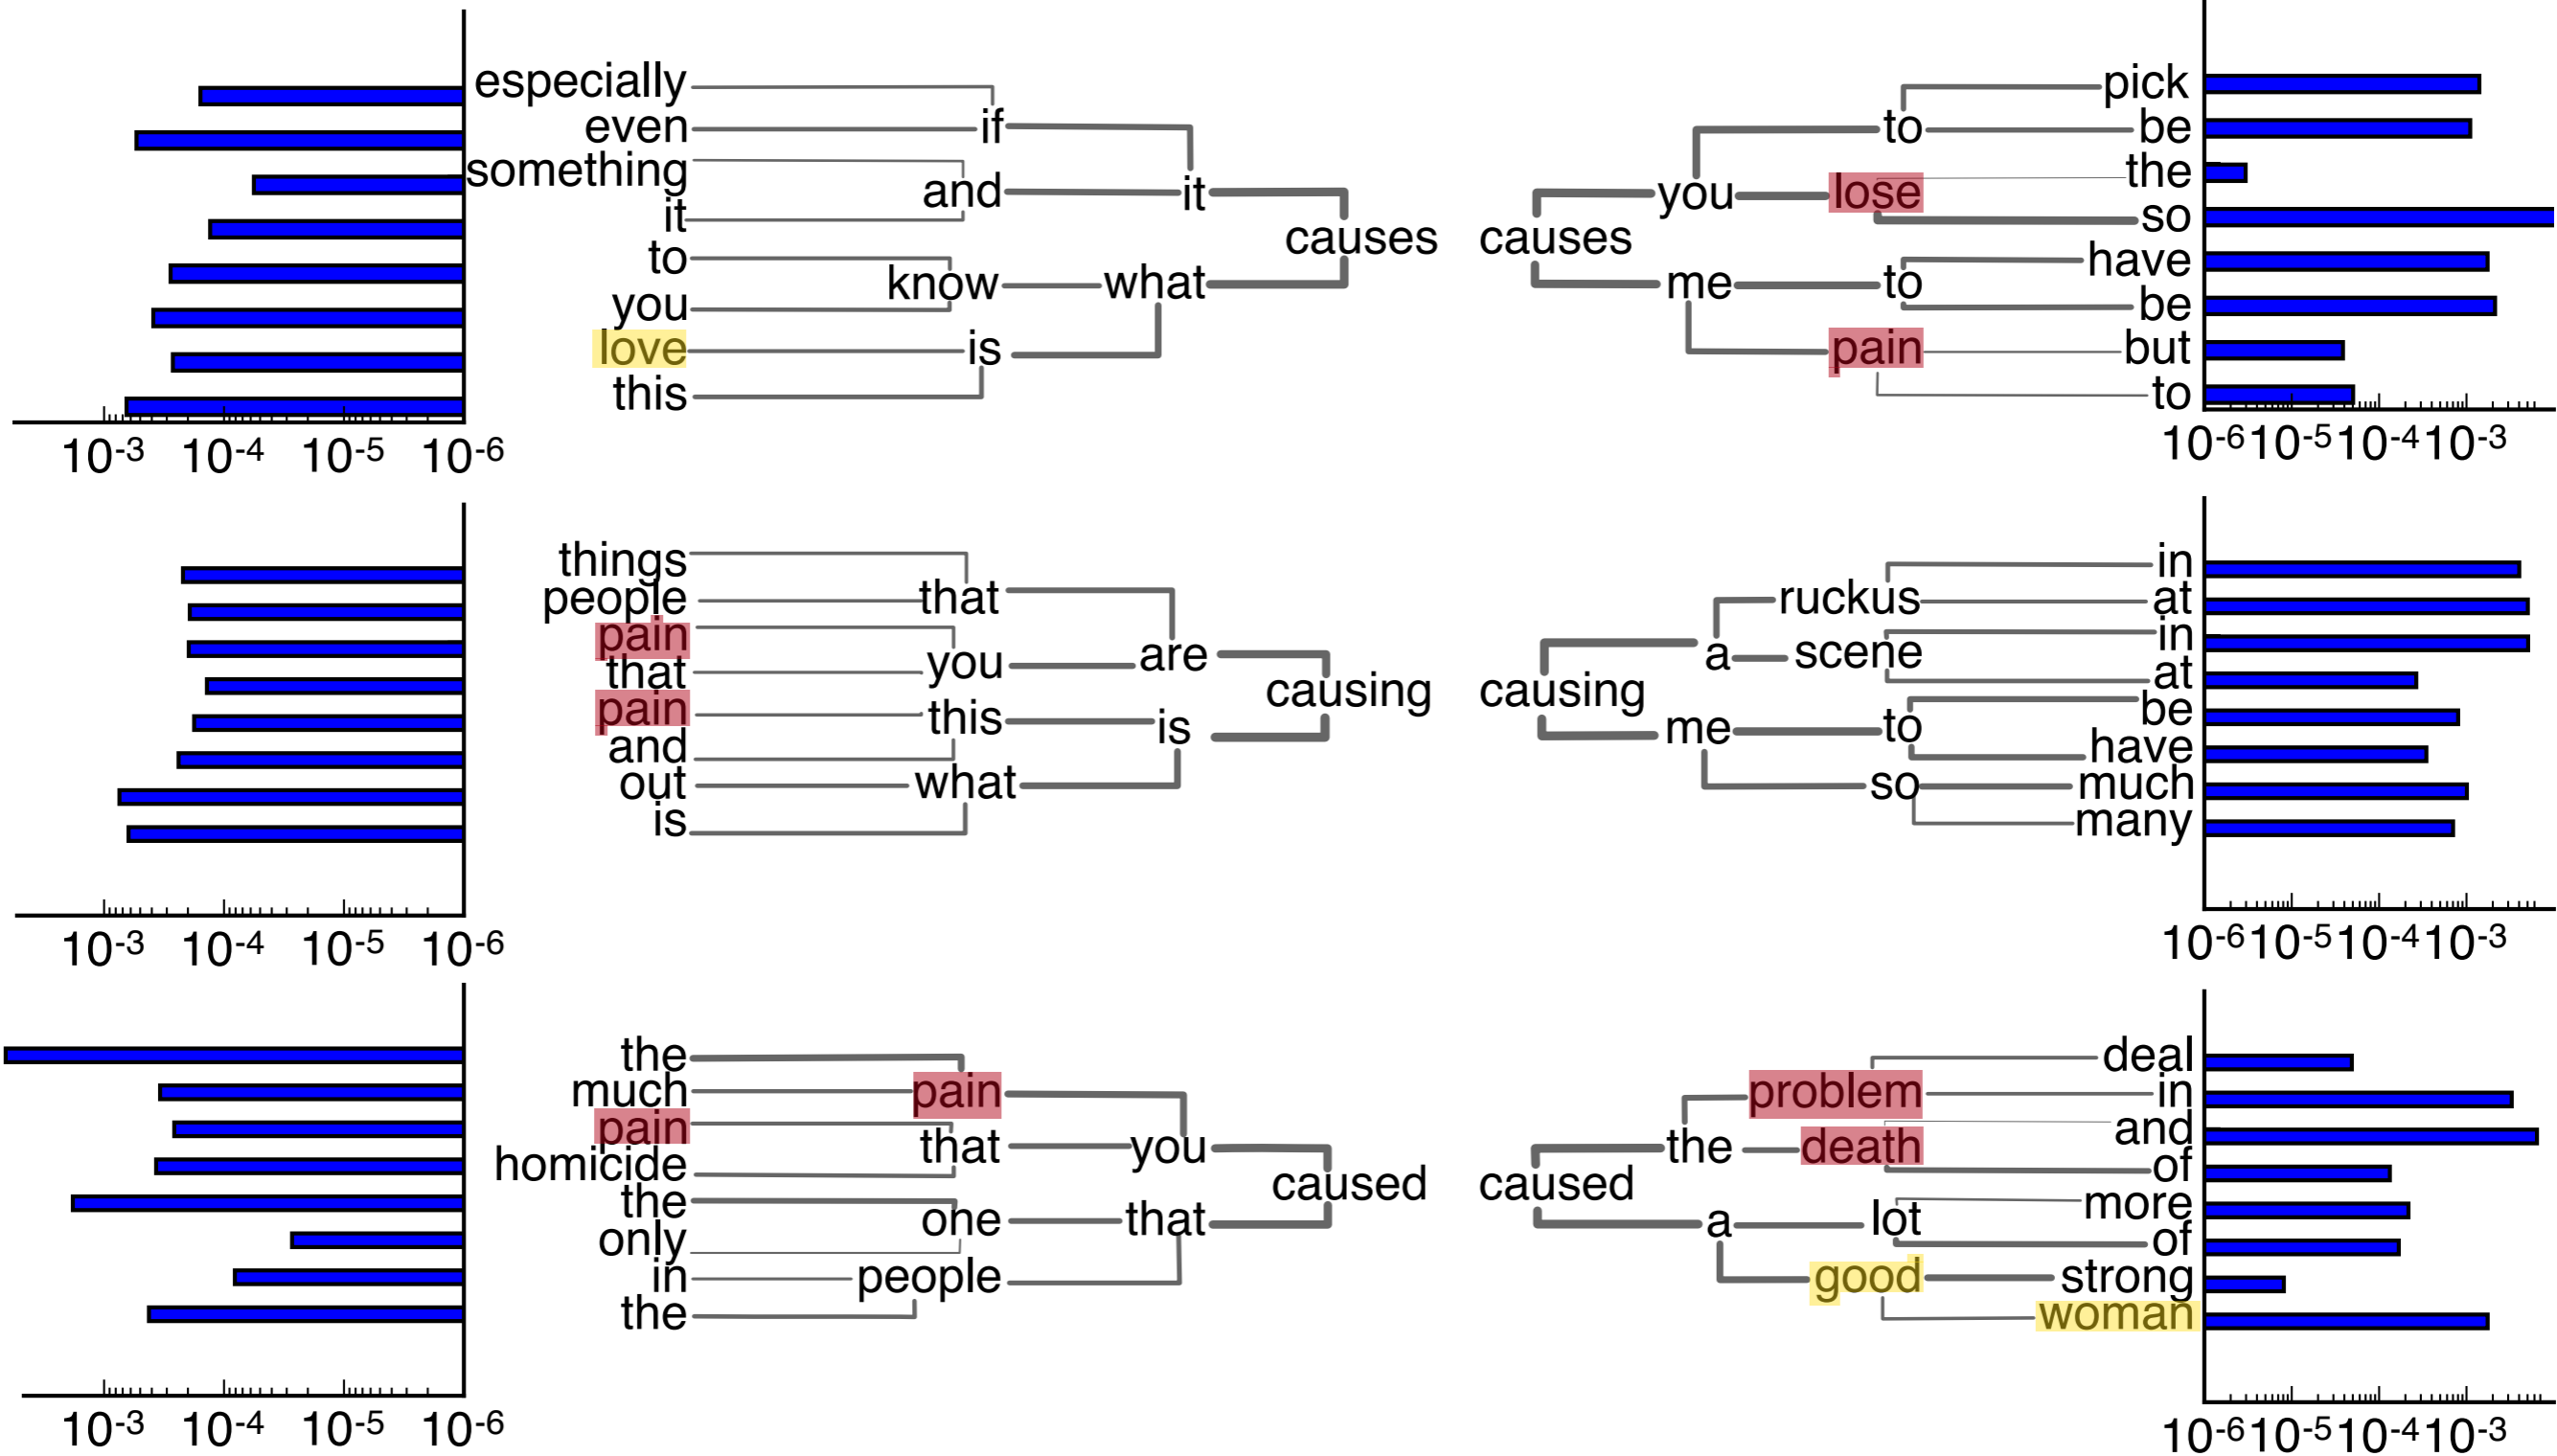 especially
even
something
it
to
you
love
this
if
and
know
is
it
what
causes
10-3 10-4 10-5 10-6
causes
you
me
to
lose
to
pain
pick
be
the
so
have
be
but
to
10-6 10-5 10-4 10-3
things
people
pain
that
pain
and
out
is
that
you
this
what
are
is
causing
10-3 10-4 10-5 10-6
causing
a
me
ruckus
scene
to
so
in
at
in
at
be
have
much
many
10-6 10-5 10-4 10-3
the
much
pain
homicide
the
only
in
the
pain
that
one
people
you
that
caused
10-3 10-4 10-5 10-6
caused
the
a
problem
death
lot
good
deal
in
and
of
more
of
strong
woman
10-6 10-5 10-4 10-3